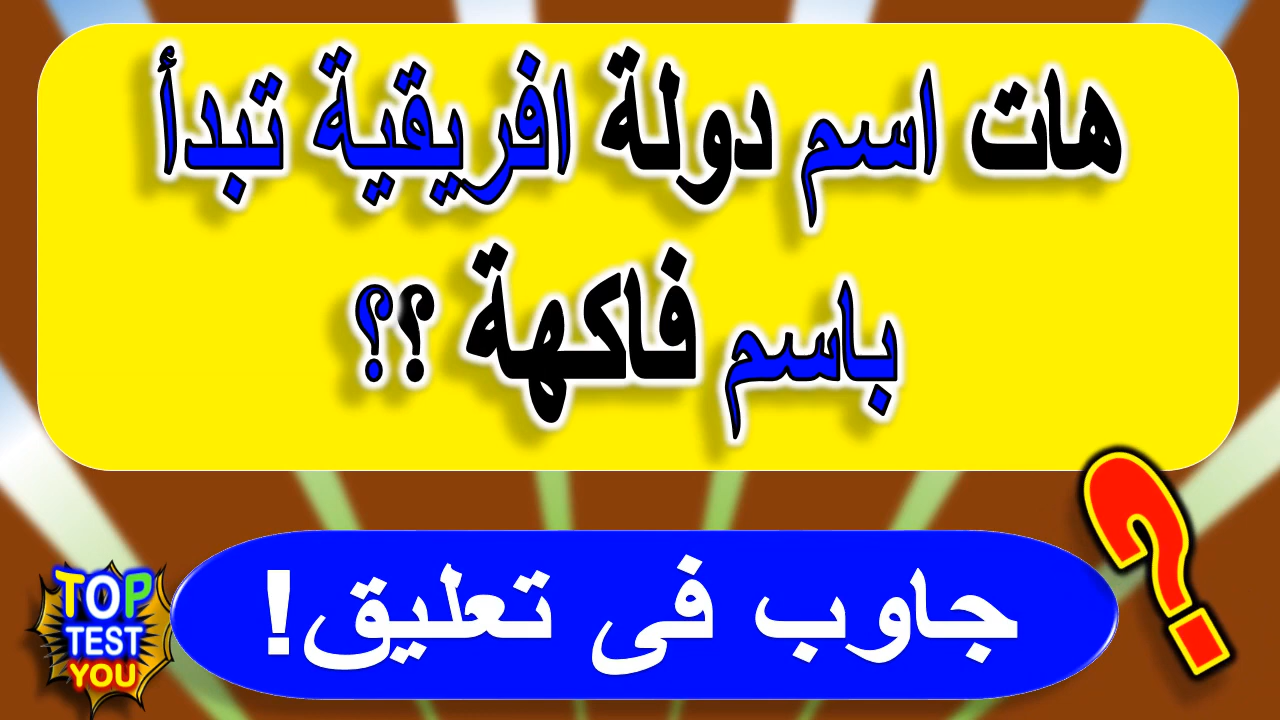 هات اسم دولة افريقية تبدأ
باسم فاكهة ؟؟
?
جاوب فى تعليق!
TOP
TEST
YOU